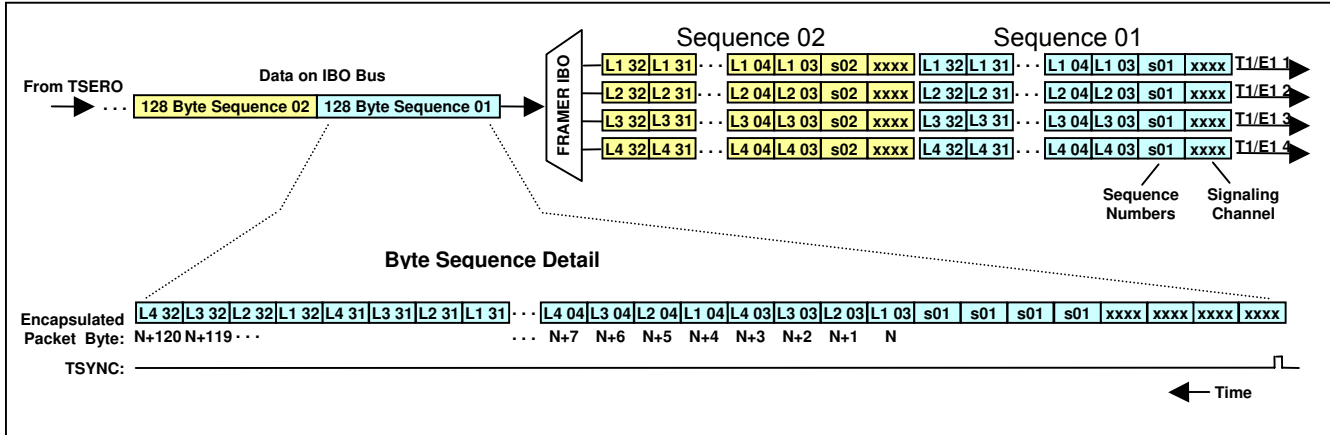 Sequence 02 Sequence 01
From TSERO
Data on IBO Bus
· · · 128 Byte Sequence 02 128 Byte Sequence 01
FRAMER IBO
L1 32 L1 31 · · · L1 04 L1 03 s02 xxxx L1 32 L1 31 · · · L1 04 L1 03 s01 xxxx T1/E1 1
L2 32 L2 31 · · · L2 04 L2 03 s02 xxxx L2 32 L2 31 · · · L2 04 L2 03 s01 xxxx T1/E1 2
L3 32 L3 31 · · · L3 04 L3 03 s02 xxxx L3 32 L3 31 · · · L3 04 L3 03 s01 xxxx T1/E1 3
L4 32 L4 31 · · · L4 04 L4 03 s02 xxxx L4 32 L4 31 · · · L4 04 L4 03 s01 xxxx T1/E1 4
Sequence Numbers
Signaling Channel
Byte Sequence Detail
L4 32 L3 32 L2 32 L1 32 L4 31 L3 31 L2 31 L1 31 · · · L4 04 L3 04 L2 04 L1 04 L4 03 L3 03 L2 03 L1 03 s01 s01 s01 s01 xxxx xxxx xxxx xxxx
Encapsulated
Packet Byte: N+120 N+119 · · · · · · N+7 N+6 N+5 N+4 N+3 N+2 N+1 N
TSYNC:
Time